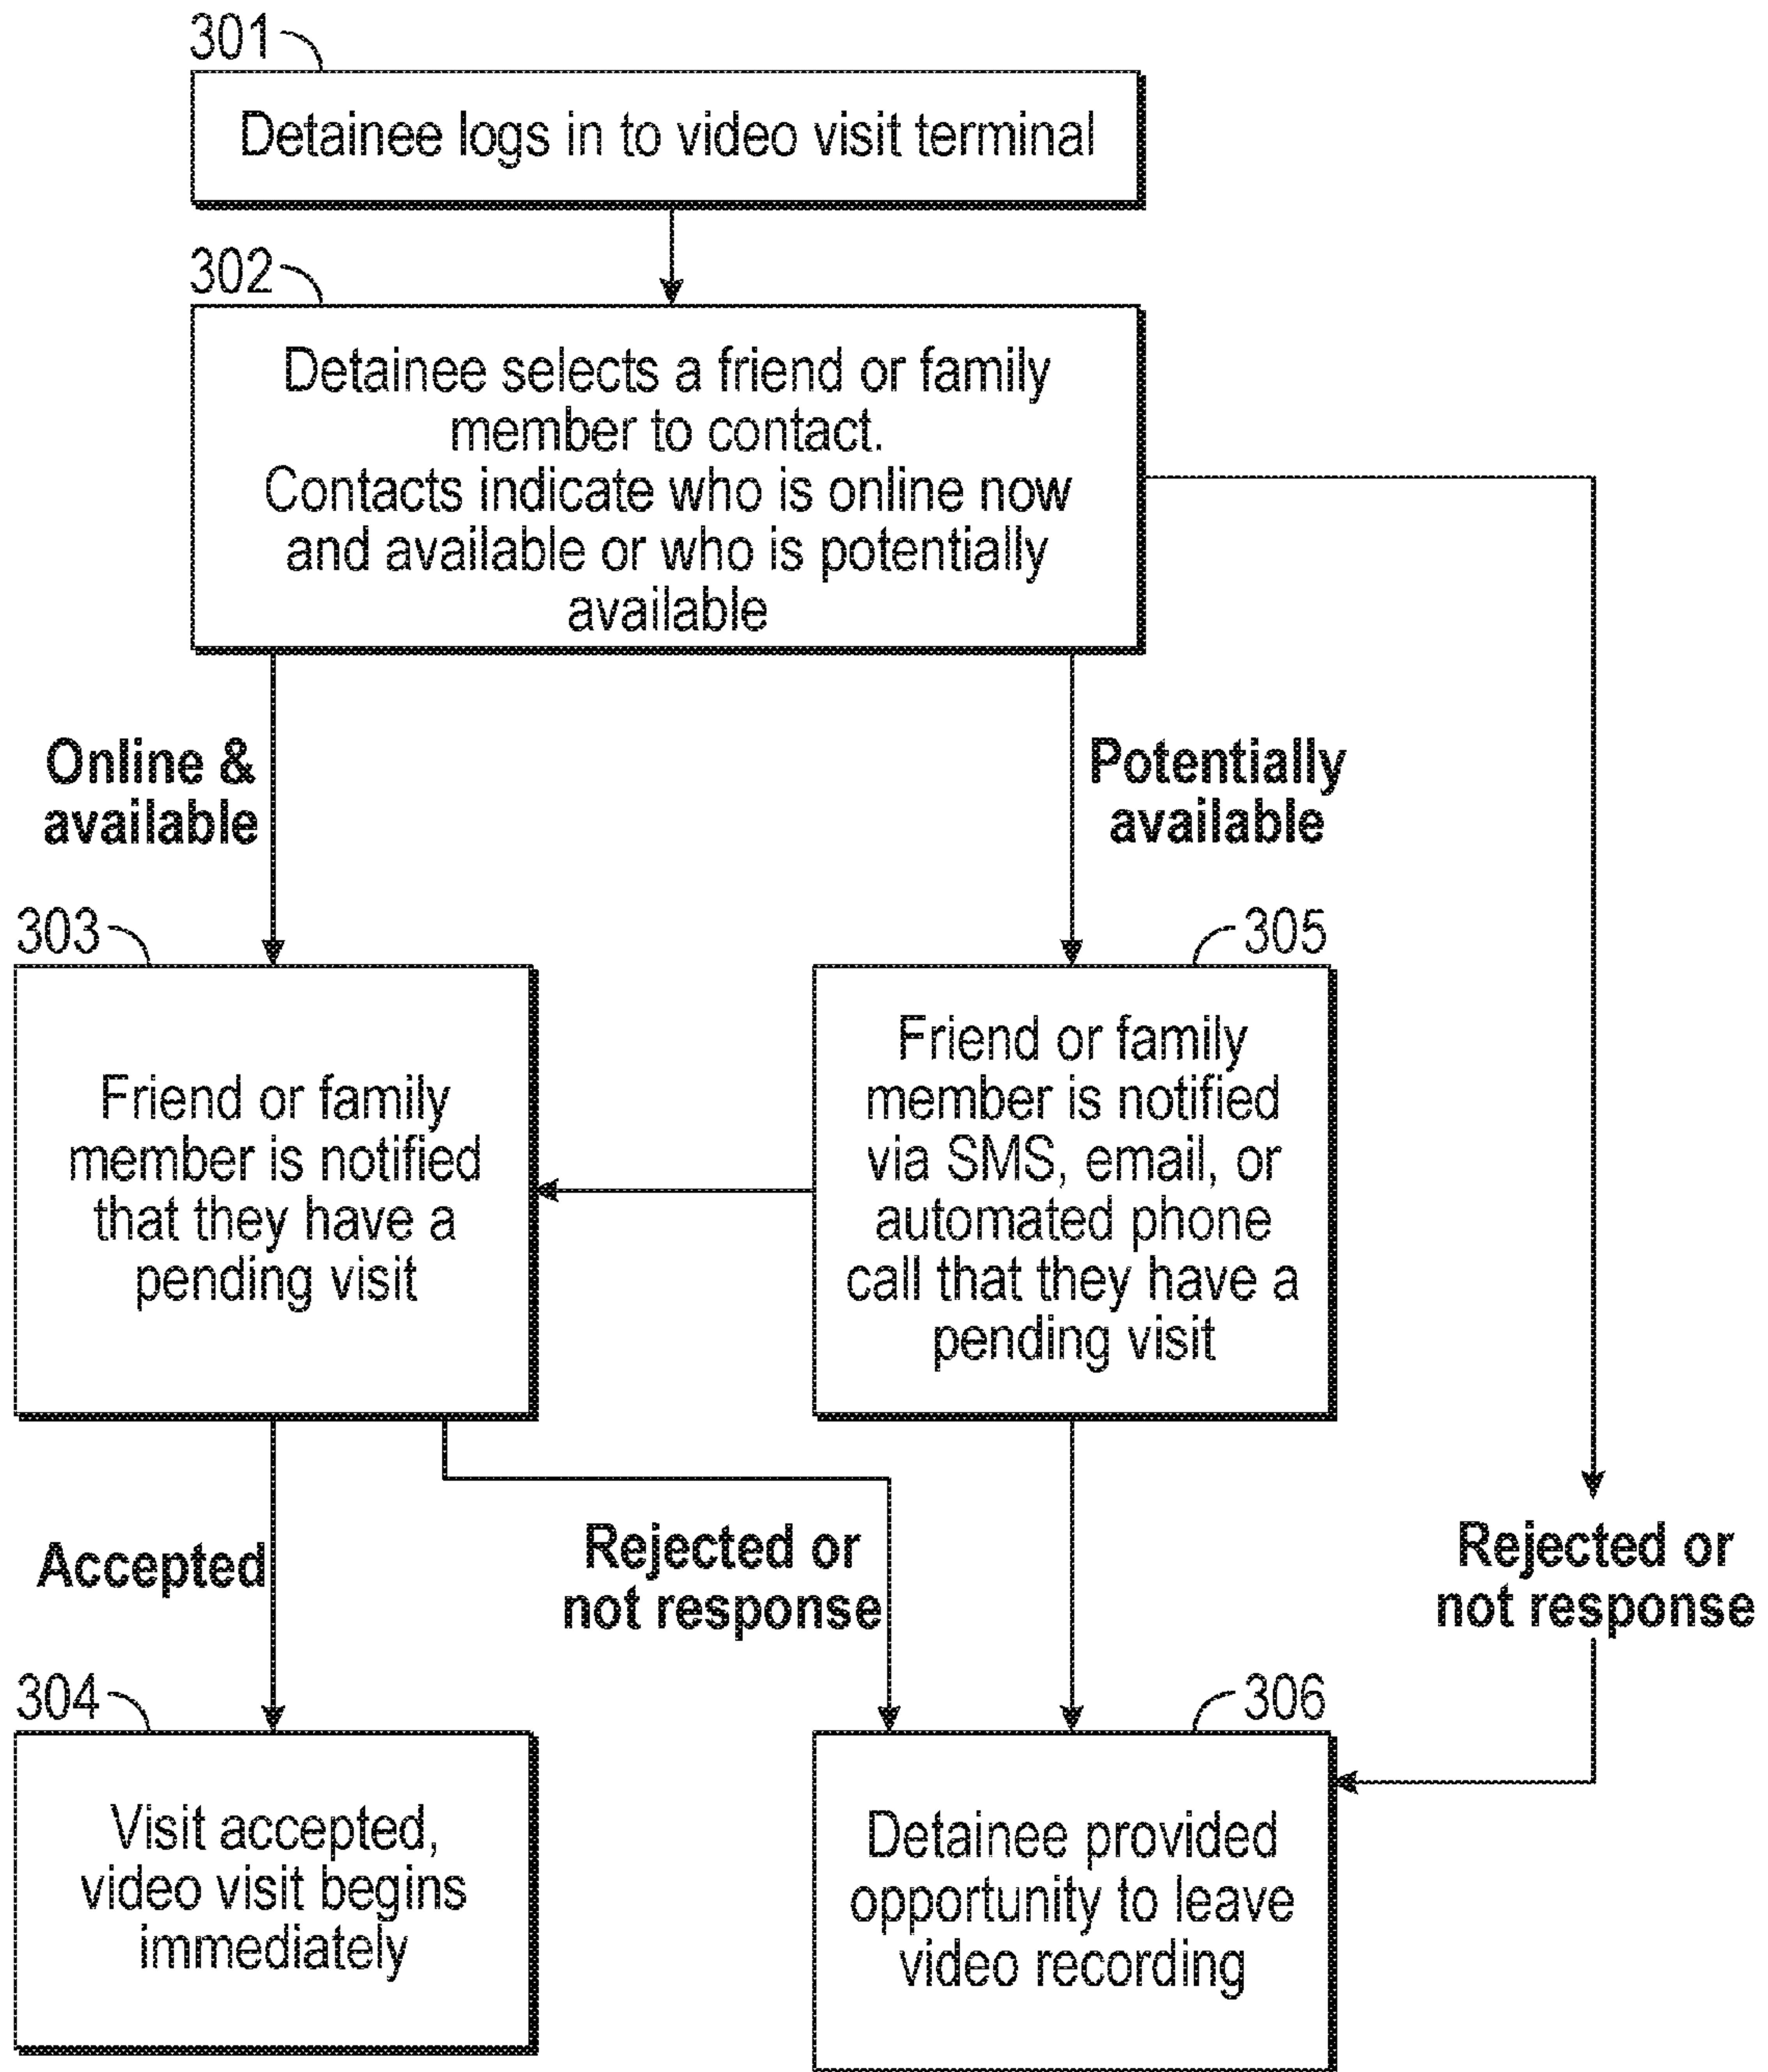 301
Detainee logs in to video visit terminal
302
Detainee selects a friend or family
member to contact.
Contacts indicate who is online now
and available or who is potentially
available
Online &
available
Potentially
available
303
Friend or family
member is notified
that they have a
pending visit
305
Friend or family
member is notified
via SMS, email, or
automated phone
call that they have a
pending visit
Accepted
Rejected or
not response
Rejected or
not response
304
Visit accepted,
video visit begins
immediately
306
Detainee provided
opportunity to leave
video recording